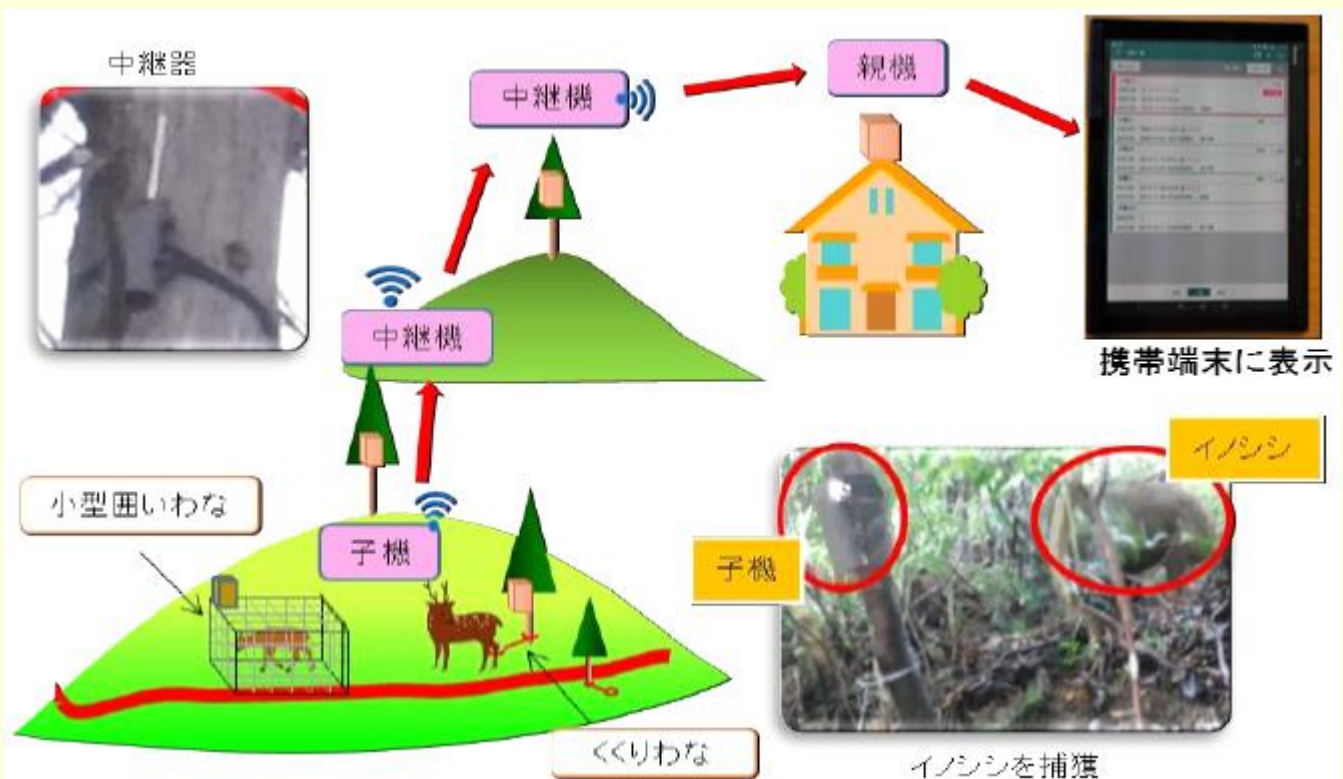 中継器
中継機
親機
携帯端末に表示
中継機
小型囲いわな
子機
イノシシ
子機
くくりわな
イノシシを捕獲